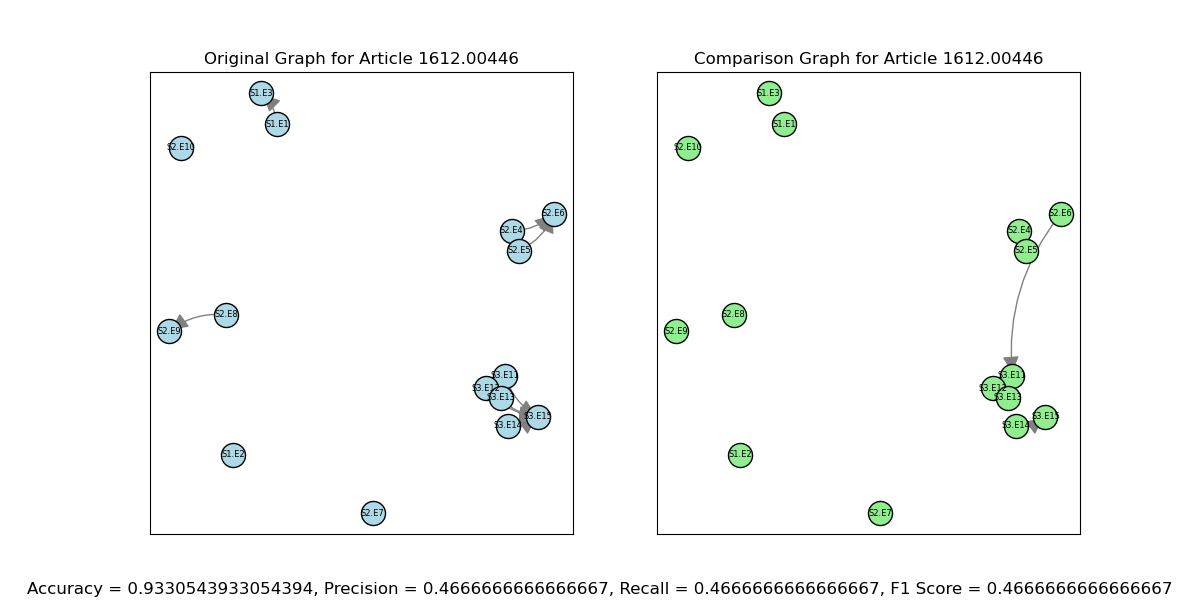 Original Graph for Article 1612.00446
S1.E3
S1.E1
S2.E10
S2.E6
S2.E4
S2.E5
S2.E8
S2.E9
S3.E11
S3.E12
S3.E13
S3.E15
S3.E14
S1.E2
S2.E7
Comparison Graph for Article 1612.00446
S1.E3
S1.E1
S2.E10
S2.E6
S2.E4
S2.E5
S2.E8
S2.E9
S3.E11
S3.E12
S3.E13
S3.E15
S3.E14
S1.E2
S2.E7
Accuracy = 0.9330543933054394, Precision = 0.4666666666666667, Recall = 0.4666666666666667, F1 Score = 0.4666666666666667